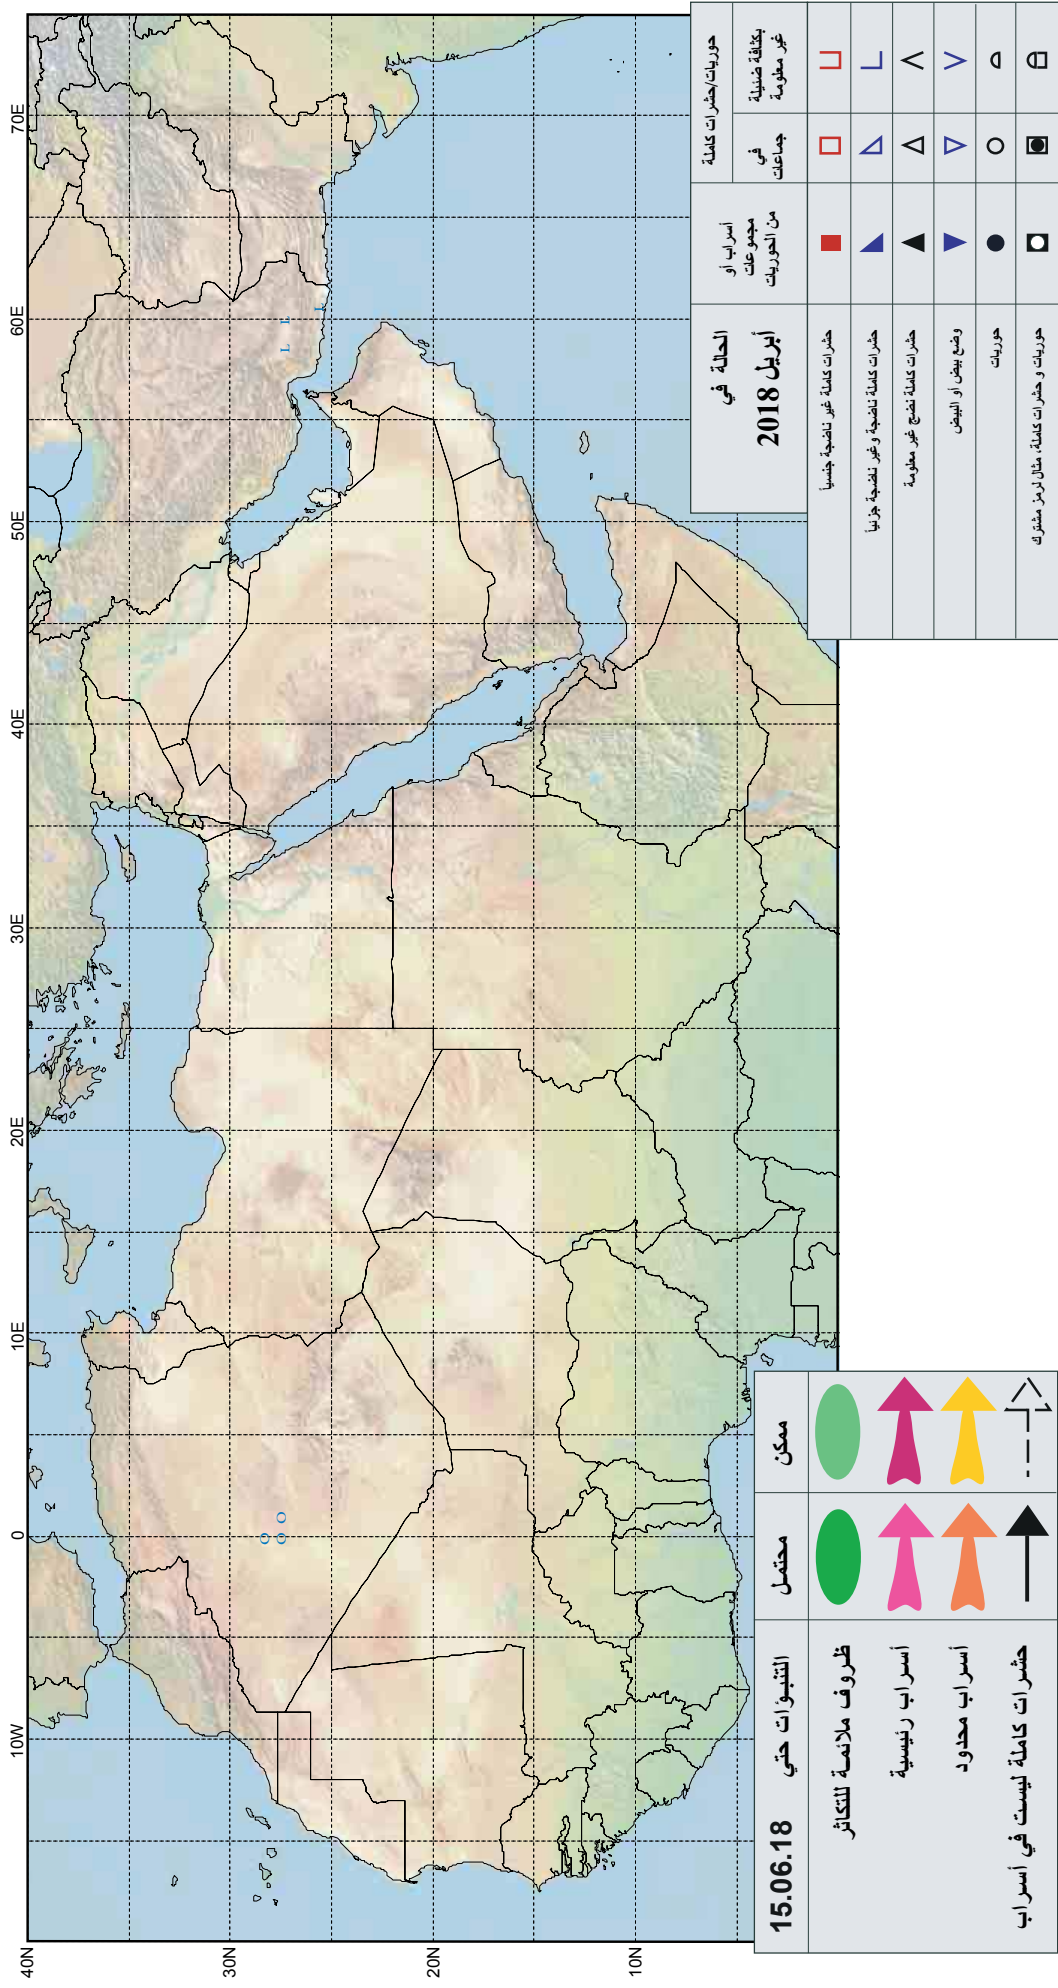 40N
30N
20N
10N
10W
0
10E
20E
30E
40E
50E
60E
70E
التنبؤات حتي
15.06.18
محتمل
ممكن
ظروف ملائمة للتكاثر
أسراب رئيسية
أسراب محدود
حشرات كاملة ليست في أسراب
الحالة في
أبريل 2018
أسراب أو
مجموعات
من الحوريات
حوريات/حشرات كاملة
في
جماعات
بكثافة ضئيلة
غير معلومة
حشرات كاملة غير ناضجة جنسياً
حشرات كاملة ناضجة وغير ناضجة جزئياً
حشرات كاملة نضج غير معلومة
وضع بيض أو البيض
حوريات
حوريات وحشرات كاملة، مثال لرمز مشترك